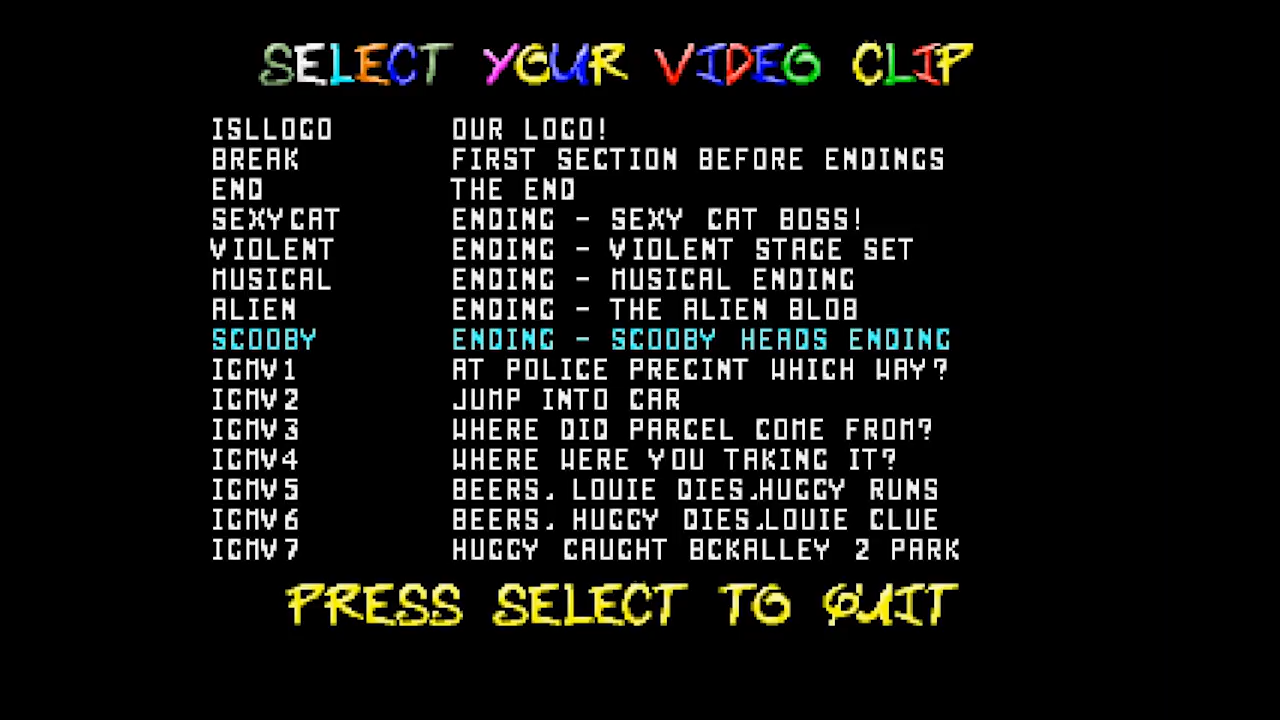 SELECT YOUR VIDEO CLIP
ISLLOGO OUR LOGO!
BREAK FIRST SECTION BEFORE ENDINGS
END THE END
SEXYCAT ENDING - SEXY CAT BOSS!
VIOLENT ENDING - VIOLENT STAGE SET
MUSICAL ENDING - MUSICAL ENDING
ALIEN ENDING - THE ALIEN BLOB
SCOOBY ENDING - SCOOBY HEADS ENDING
IGMV1 AT POLICE PRECINT WHICH WAY?
IGMV2 JUMP INTO CAR
IGMV3 WHERE DID PARCEL COME FROM?
IGMV4 WHERE WERE YOU TAKING IT?
IGMV5 BEERS. LOUIE DIES.HUGGY RUNS
IGMV6 BEERS. HUGGY DIES.LOUIE CLUE
IGMV7 HUGGY CAUGHT BCKALLEY 2 PARK
PRESS SELECT TO QUIT